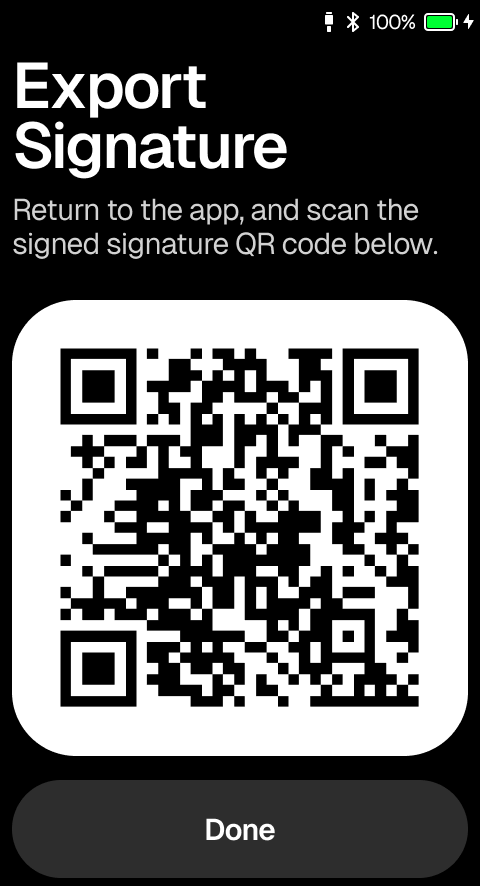 100%
Export
Signature
Return to the app, and scan the
signed signature QR code below.
Done